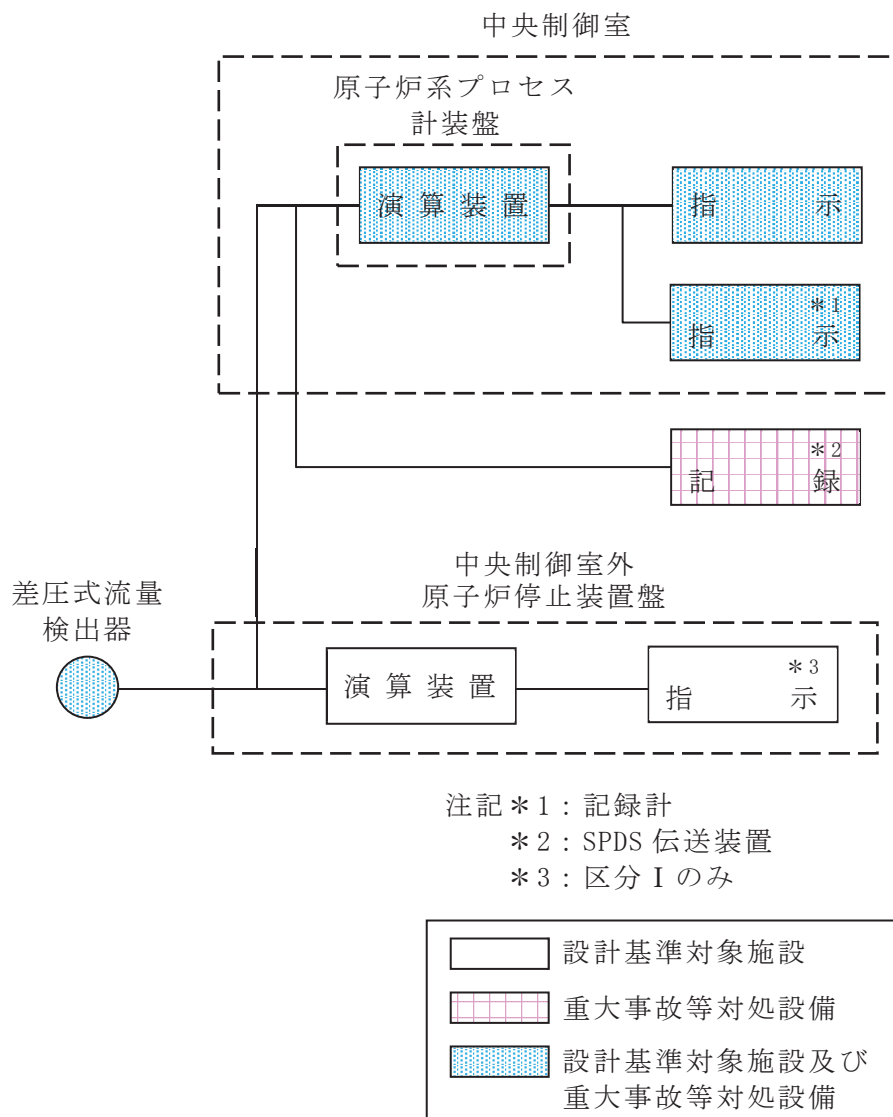 中央制御室
原子炉系プロセス
計装盤
演算装置
指示
*1
指示
*2
記録
中央制御室外
原子炉停止装置盤
差圧式流量
検出器
演算装置
*3
指示
注記*1：記録計
*2：SPDS 伝送装置
*3：区分Ⅰのみ
設計基準対象施設
重大事故等対処設備
設計基準対象施設及び
重大事故等対処設備